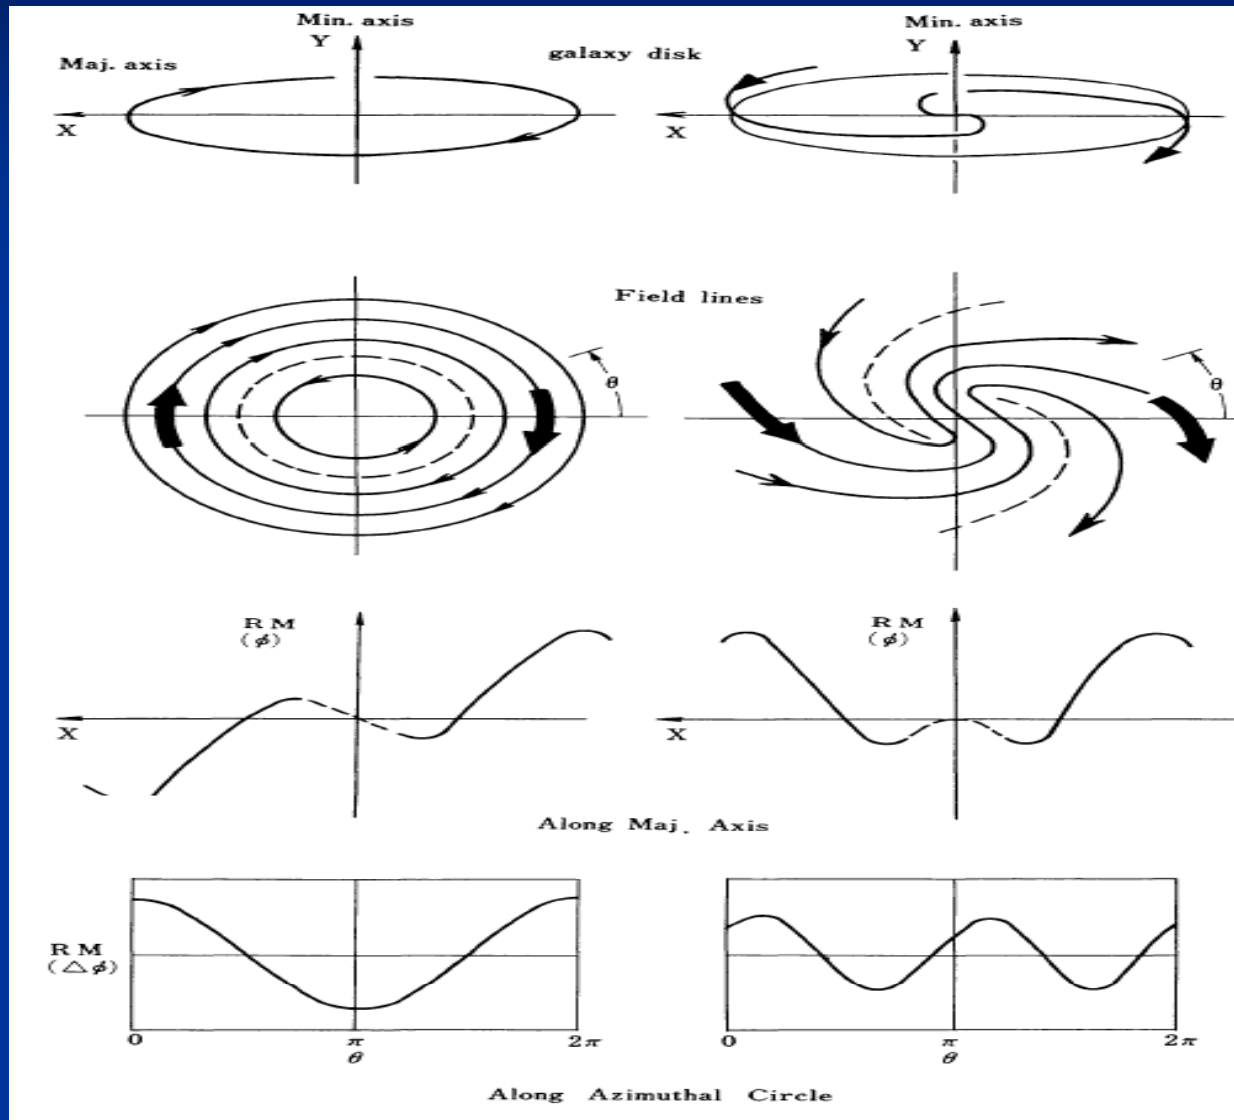 Min. axis
Y
Maj. axis
X
galaxy disk
Min. axis
Y
X
Field lines
θ
θ
R M
(ϕ)
X
R M
(ϕ)
X
Along Maj. Axis
R M
(△ϕ)
0
π
2π
θ
0
π
2π
θ
Along Azimuthal Circle